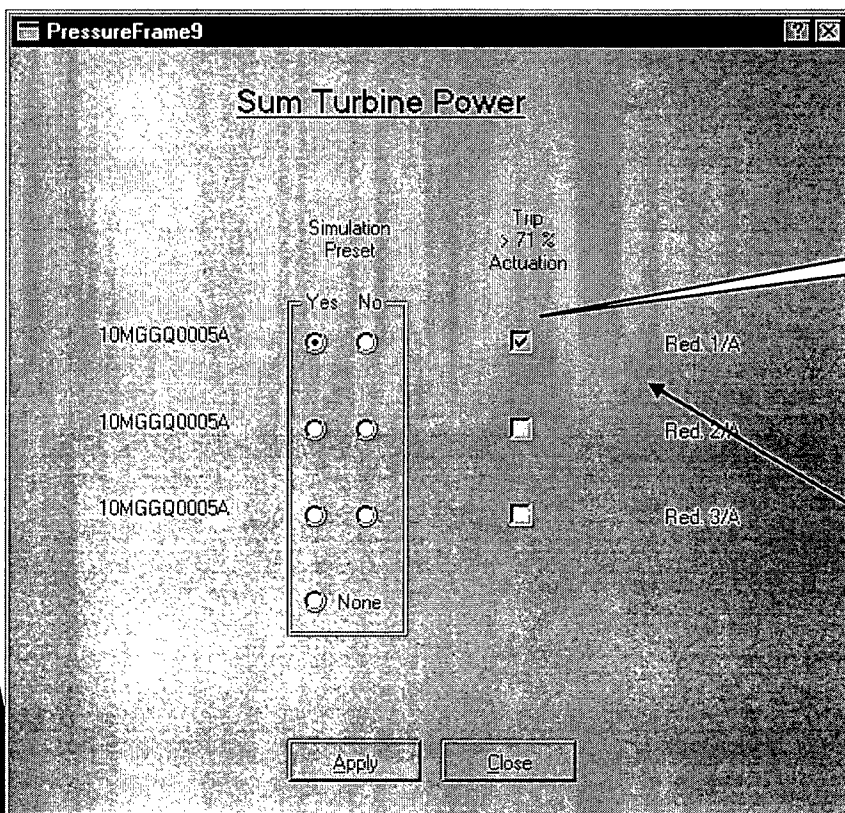 PressureFrame9
Sum Turbine Power
Simulation
Preset
Trip
> 71 %
Actuation
Yes No
10MGGQ0005A Red. 1/A
10MGGQ0005A Red. 2/A
10MGGQ0005A Red. 3/A
None
Apply Close